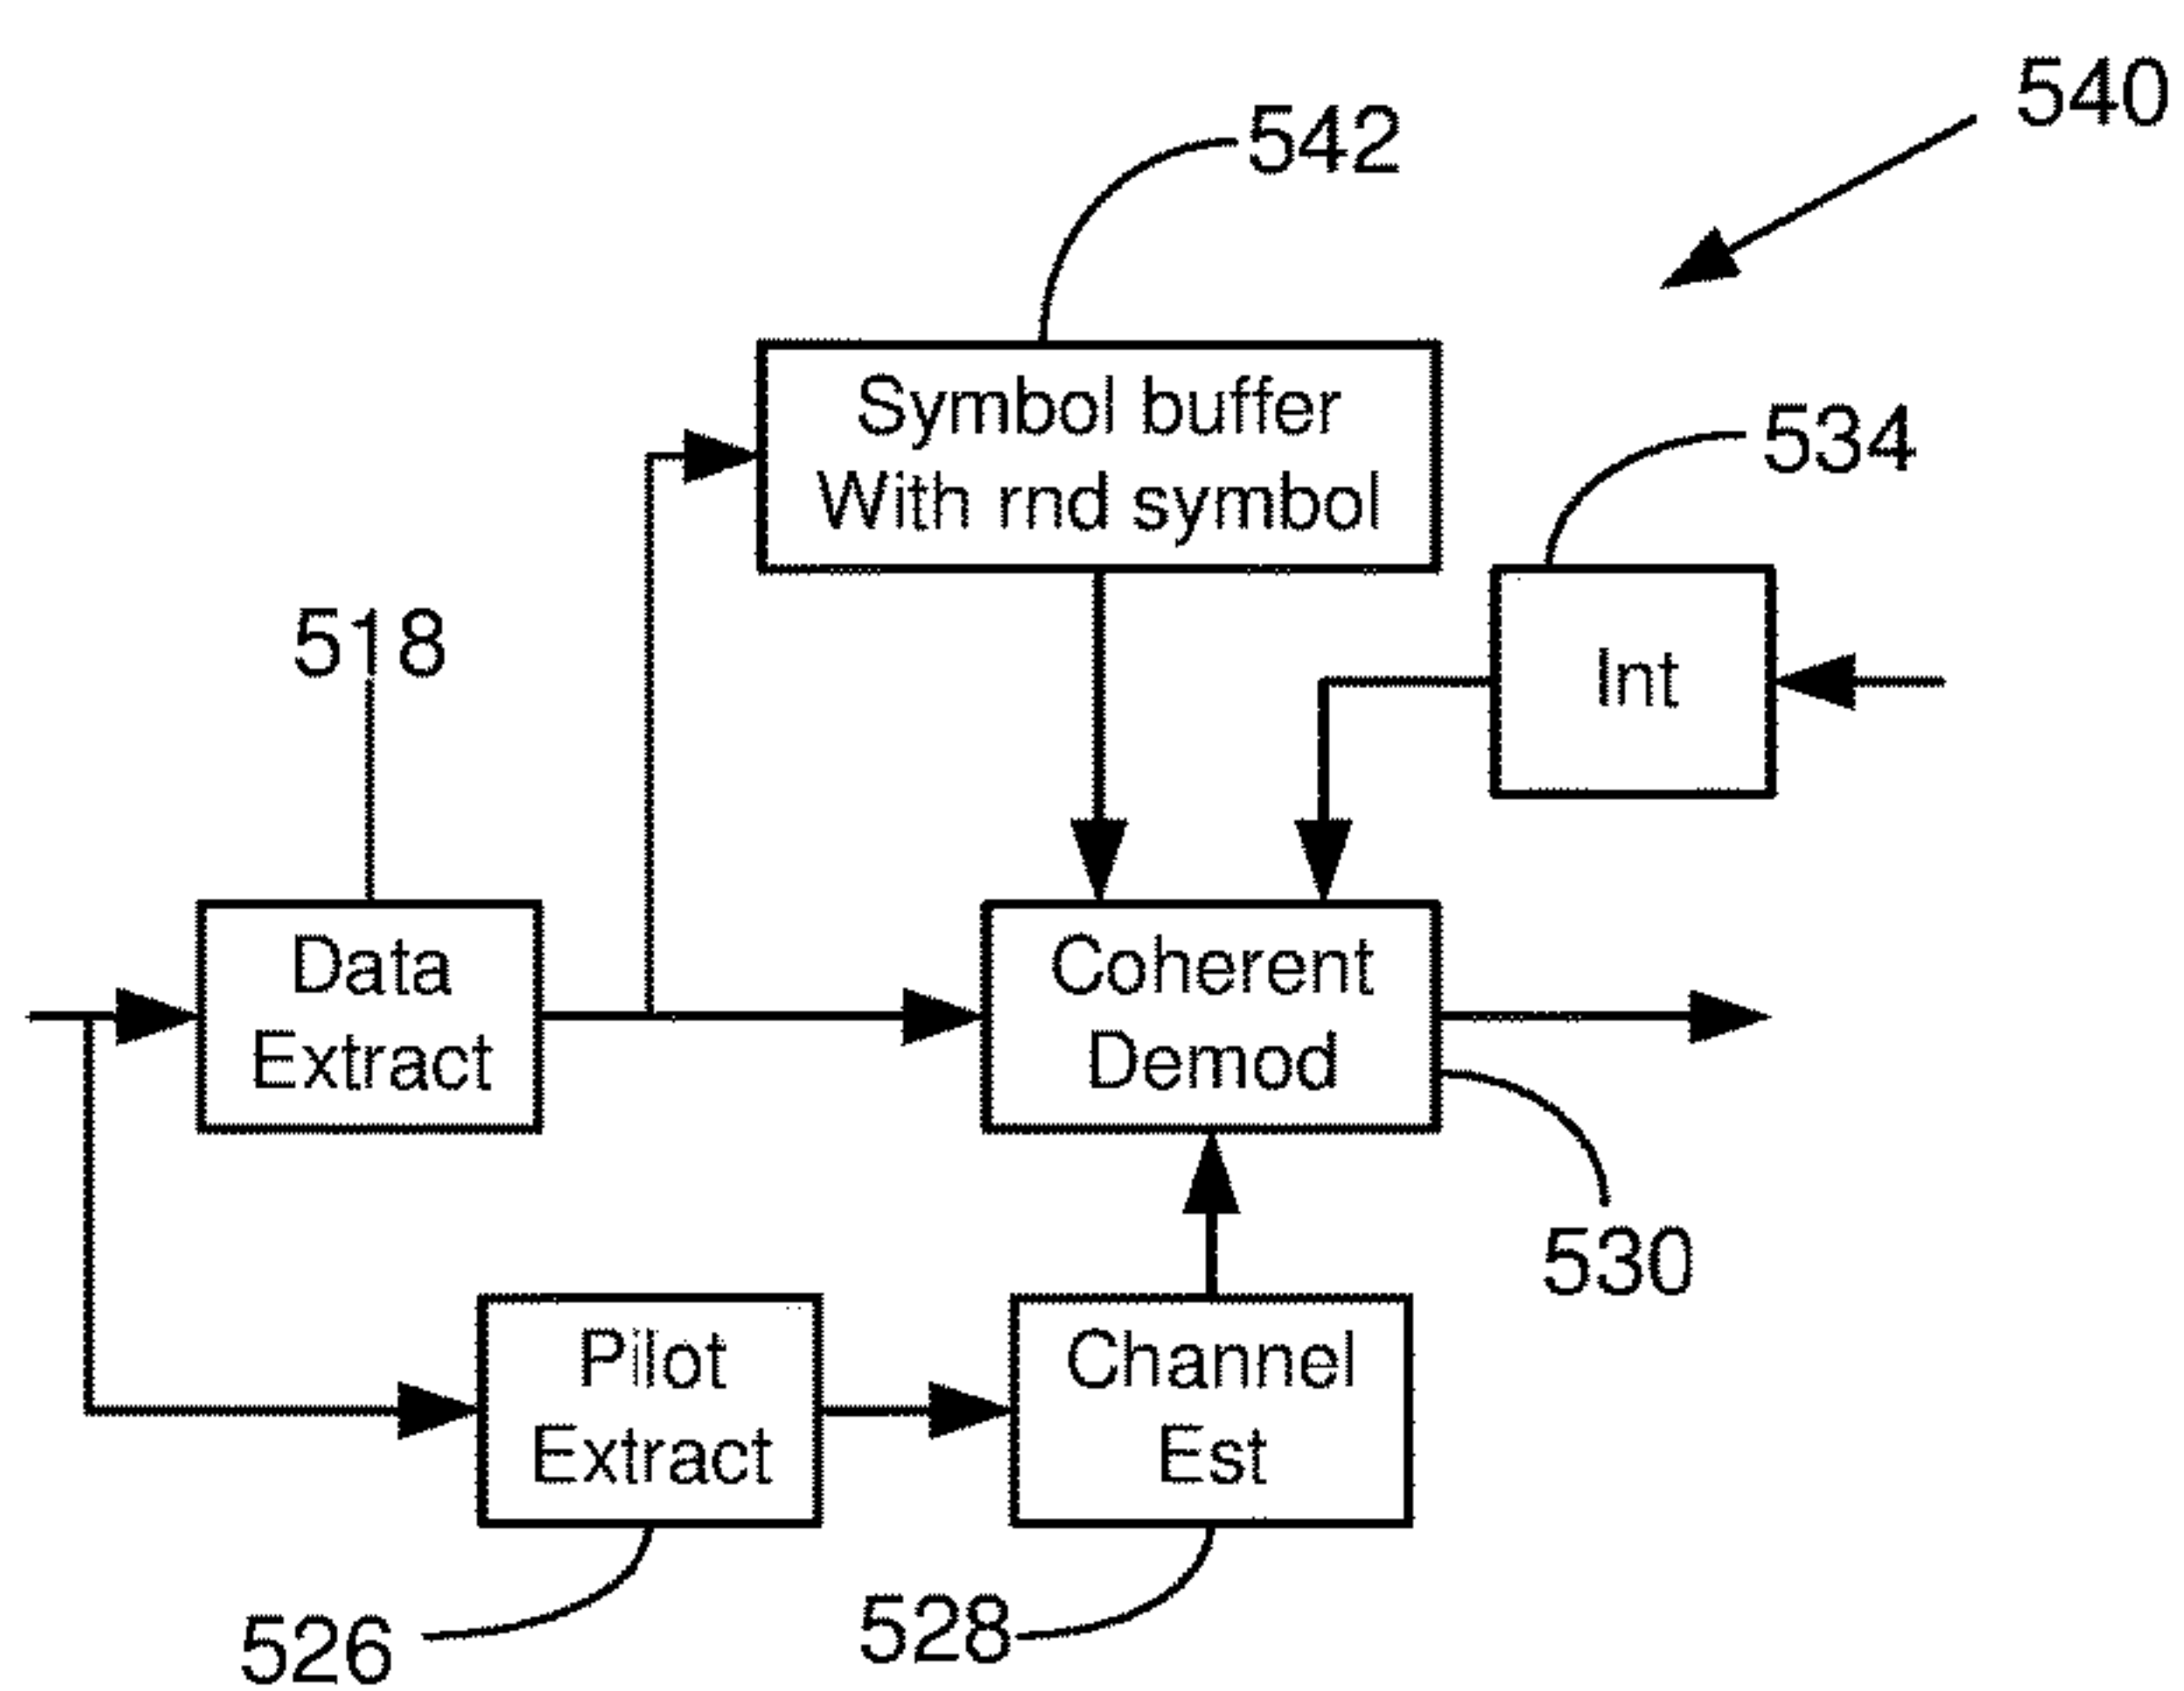 540
542
Symbol buffer
With rnd symbol
534
Int
518
Data
Extract
Coherent
Demod
530
Pilot
Extract
Channel
Est
526
528